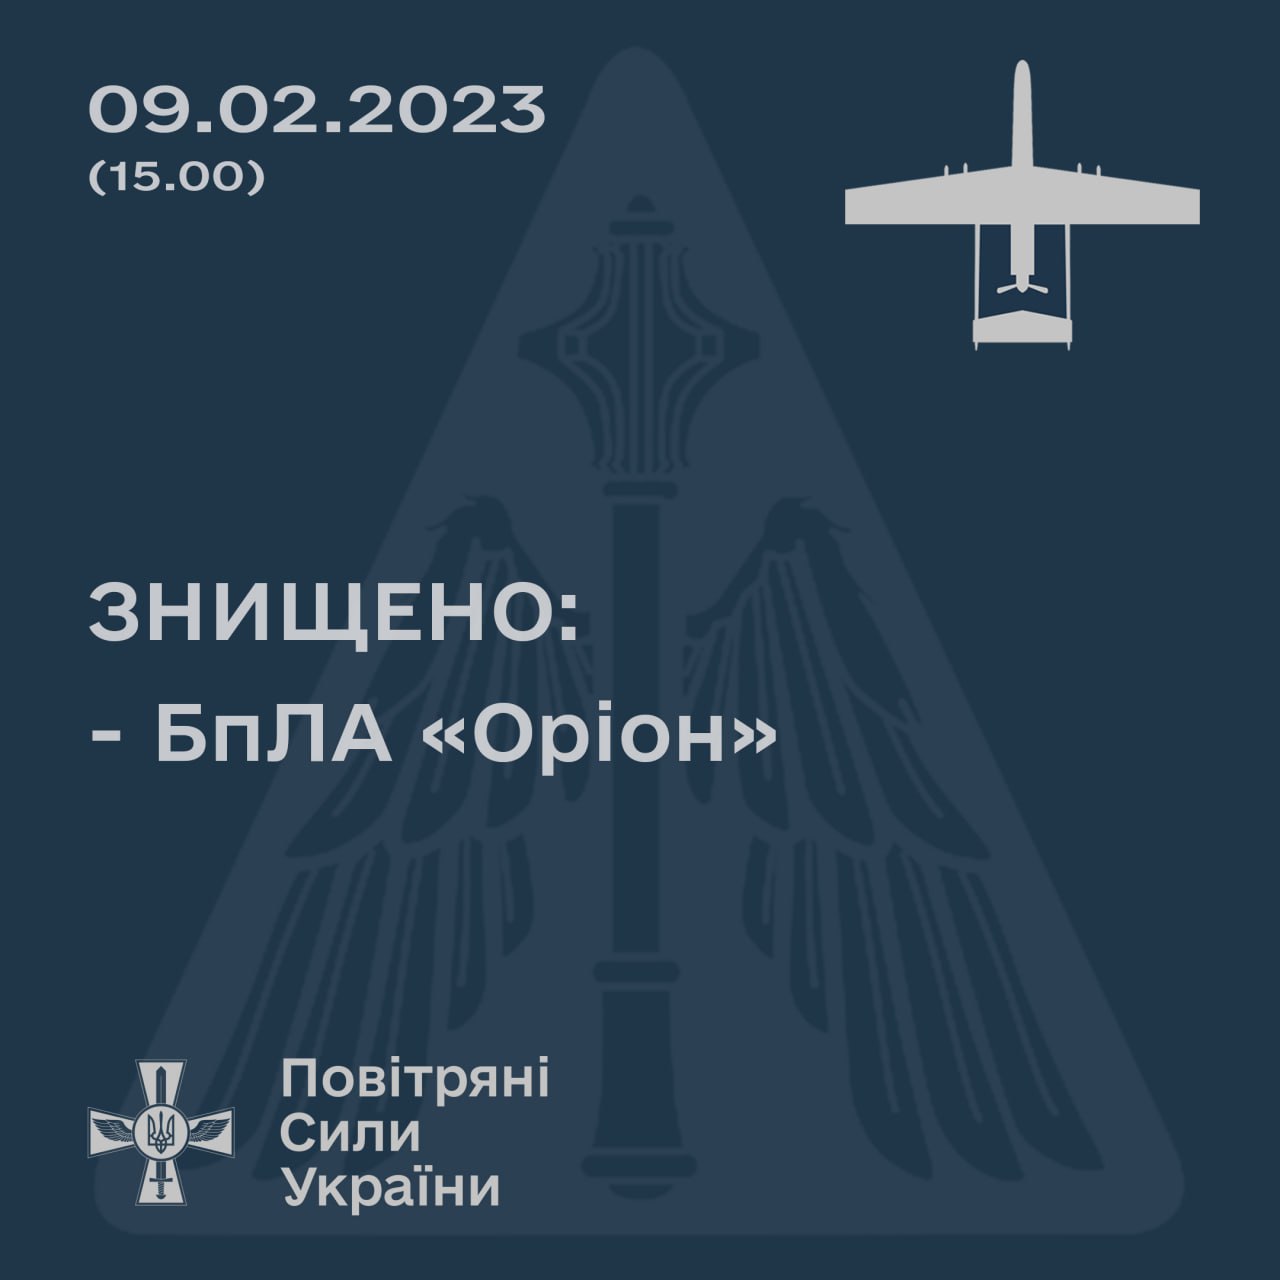 09.02.2023
(15.00)
ЗНИЩЕНО:
- БпЛА «Оріон»
Повітряні
Сили
України